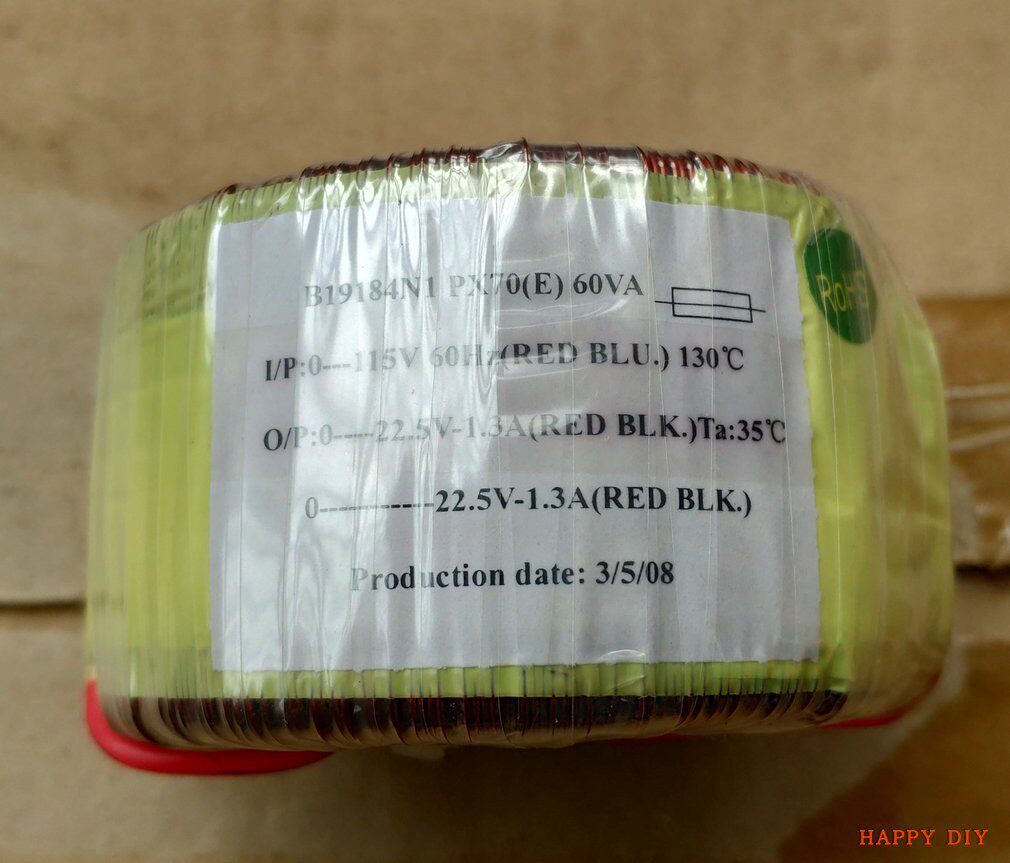 B19184N1 PX70(E) 60VA
I/P:0---115V 60Hz(RED BLU.) 130℃
O/P:0----22.5V-1.3A(RED BLK.)Ta:35℃
0-----------22.5V-1.3A(RED BLK.)
Production date: 3/5/08
RoHS
HAPPY DIY